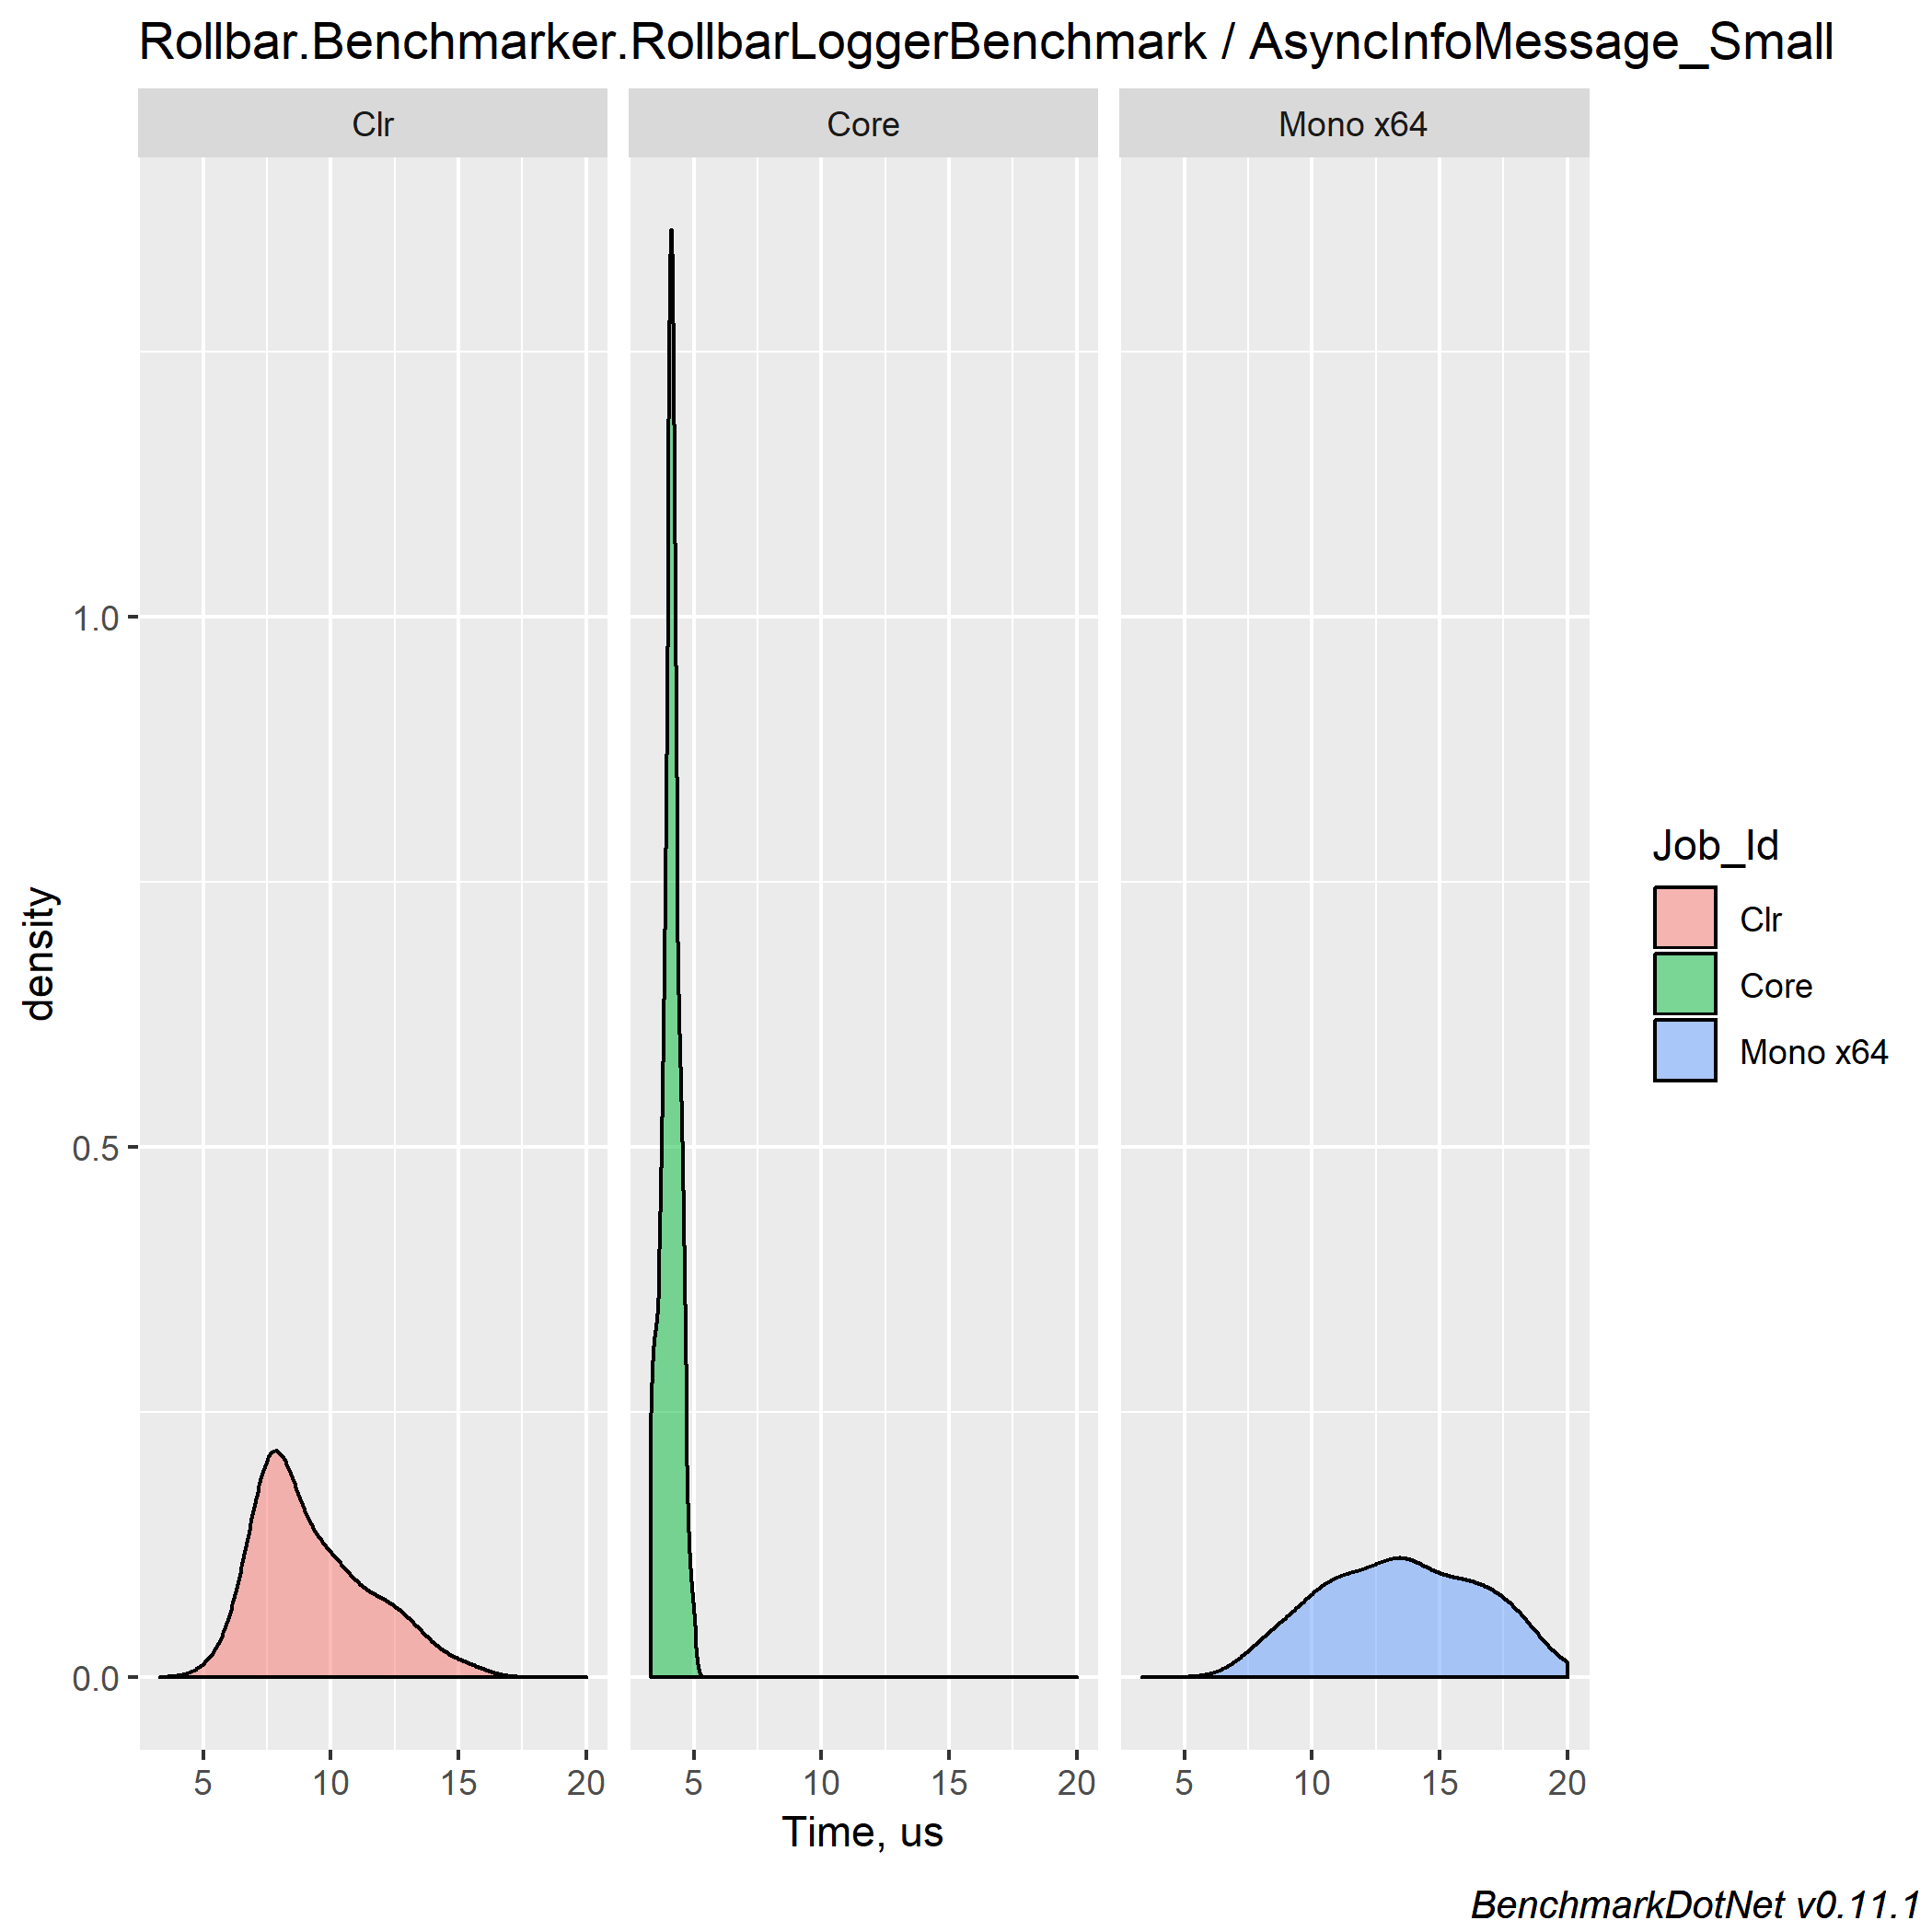 Rollbar.Benchmarker.RollbarLoggerBenchmark / AsyncInfoMessage_Small
Clr Core Mono x64
1.0
0.5
0.0
density
5 10 15 20 5 10 15 20 5 10 15 20
Time, us
Job_Id
Clr
Core
Mono x64
BenchmarkDotNet v0.11.1